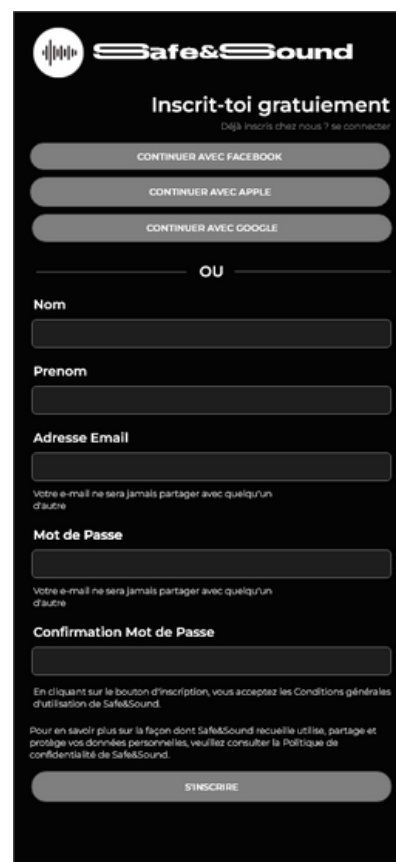 Safe&Sound
Inscrit-toi gratuiement
Déjà inscris chez nous ? se connecter
CONTINUER AVEC FACEBOOK
CONTINUER AVEC APPLE
CONTINUER AVEC GOOGLE
OU
Nom
Prenom
Adresse Email
Votre e-mail ne sera jamais partager avec quelqu'un
d'autre
Mot de Passe
Votre e-mail ne sera jamais partager avec quelqu'un
d'autre
Confirmation Mot de Passe
En cliquant sur le bouton d'inscription, vous acceptez les Conditions générales
d'utilisation de Safe&Sound.
Pour en savoir plus sur la façon dont Safe&Sound recueille utilise, partage et
protège vos données personnelles, veuillez consulter la Politique de
confidentialité de Safe&Sound.
S'INSCRIRE